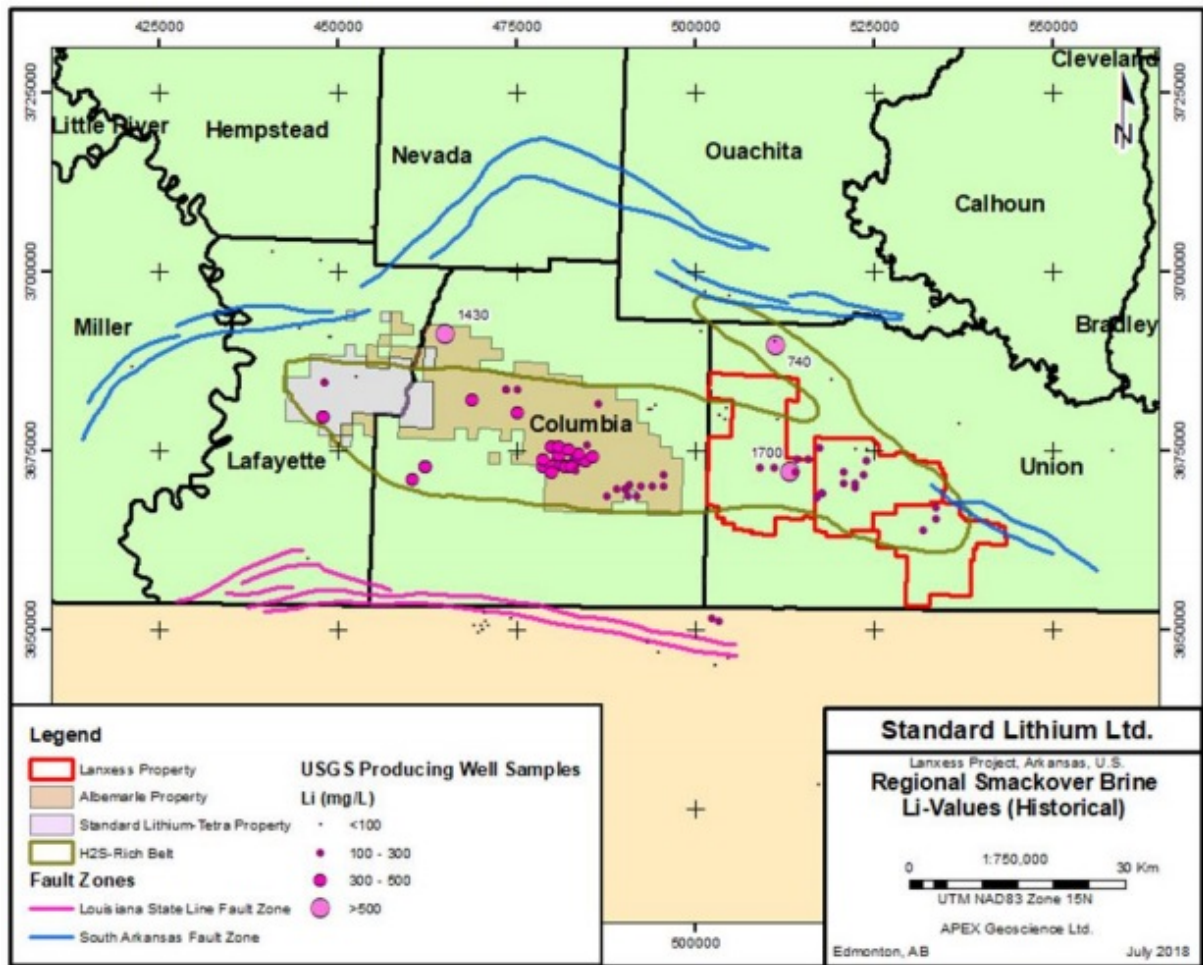 425000 450000 475000 500000 525000 550000
3725000 3725000
3700000 3700000
3675000 3675000
3650000 3650000
Cleveland
N
Little River
Hempstead
Nevada
Ouachita
Calhoun
Miller
1430
740
Bradley
Columbia
Lafayette
1700
Union
Legend
Lanxess Property
Albemarle Property
Standard Lithium-Tetra Property
H2S-Rich Belt
Fault Zones
Louisiana State Line Fault Zone
South Arkansas Fault Zone
USGS Producing Well Samples
Li (mg/L)
<100
100 - 300
300 - 500
>500
500000
Standard Lithium Ltd.
Lanxess Project, Arkansas, U.S.
Regional Smackover Brine
Li-Values (Historical)
1:750,000
0 30 Km
UTM NAD83 Zone 15N
APEX Geoscience Ltd.
Edmonton, AB July 2018